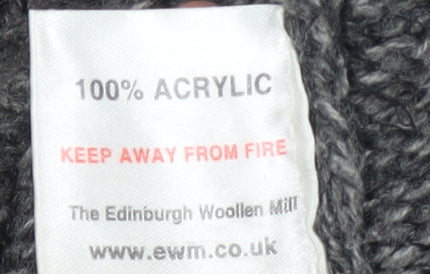 100% ACRYLIC
KEEP AWAY FROM FIRE
The Edinburgh Woollen Mill
www.ewm.co.uk